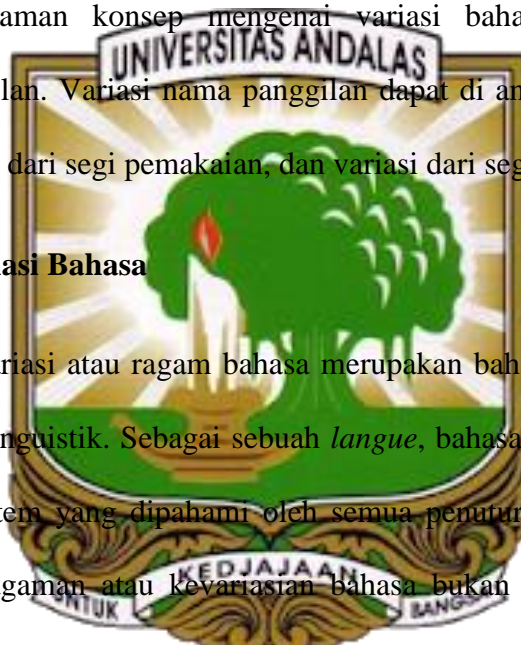 aman konsep mengenai variasi baha
UNIVERSITAS ANDALAS
lan. Variasi nama panggilan dapat di an
dari segi pemakaian, dan variasi dari seg
asi Bahasa
ariasi atau ragam bahasa merupakan bah
nguistik. Sebagai sebuah langue, bahasa
tem yang dipahami oleh semua penutur
agaman atau kevariasian bahasa bukan
UNTUK KEDJAJAAN BANGSA